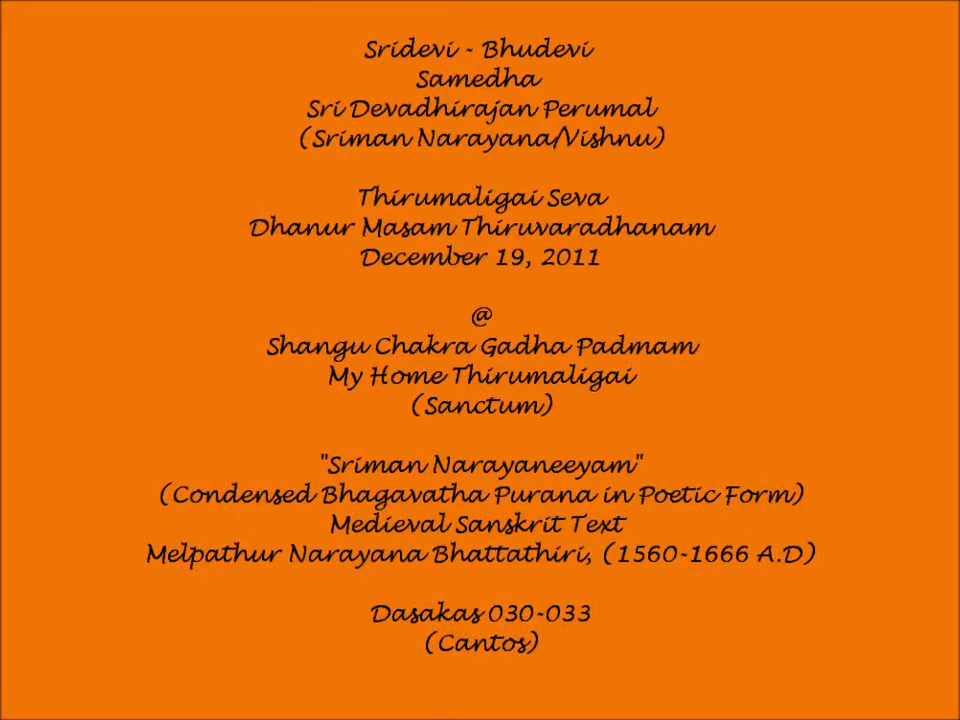 Sridevi - Bhudevi
Samedha
Sri Devadhirajan Perumal
(Sriman Narayana/Vishnu)
Thirumaligai Seva
Dhanur Masam Thiruvaradhanam
December 19, 2011
@
Shangu Chakra Gadha Padmam
My Home Thirumaligai
(Sanctum)
"Sriman Narayaneeyam"
(Condensed Bhagavatha Purana in Poetic Form)
Medieval Sanskrit Text
Melpathur Narayana Bhattathiri, (1560-1666 A.D)
Dasakas 030-033
(Cantos)